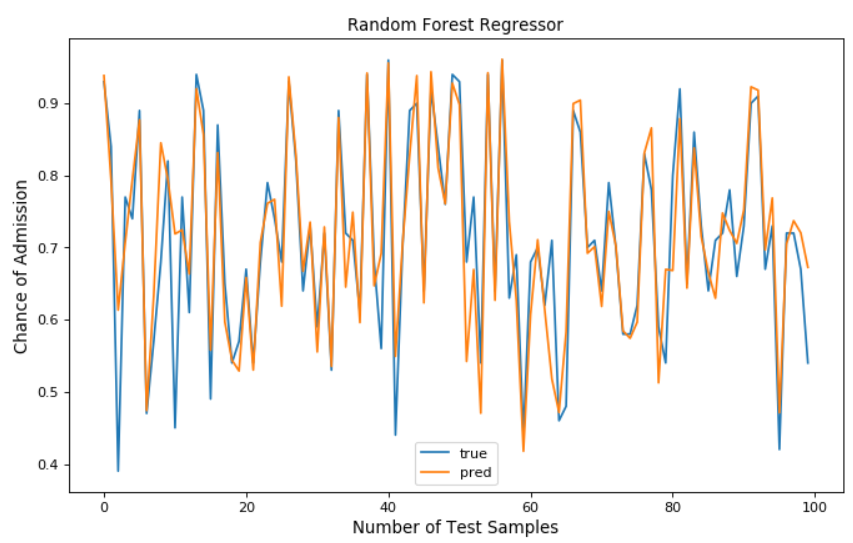 Random Forest Regressor
Chance of Admission
0.9
0.8
0.7
0.6
0.5
0.4
true
pred
0 20 40 60 80 100
Number of Test Samples